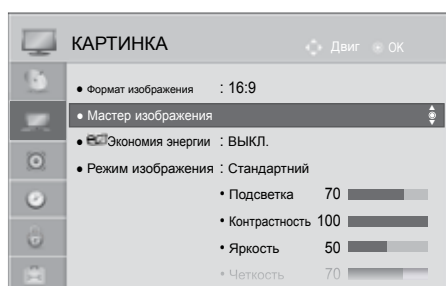 КАРТИНКА Двиг ОК
• Формат изображения : 16:9
• Мастер изображения
• Экономия энергии : ВЫКЛ.
• Режим изображения : Стандартний
• Подсветка 70
• Контрастность 100
• Яркость 50
• Четкость 70